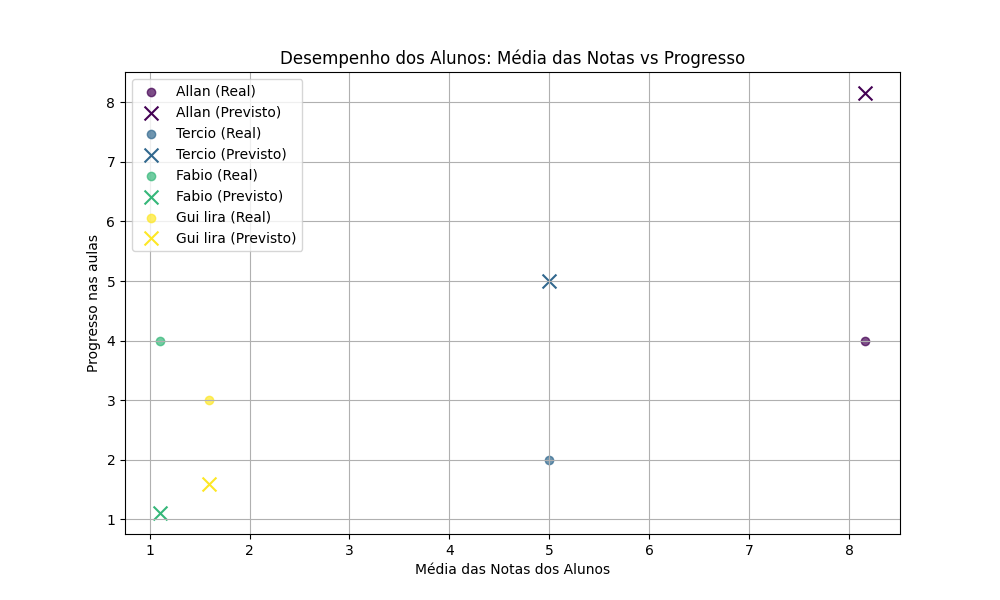 Desempenho dos Alunos: Média das Notas vs Progresso
Allan (Real)
Allan (Previsto)
Tercio (Real)
Tercio (Previsto)
Fabio (Real)
Fabio (Previsto)
Gui lira (Real)
Gui lira (Previsto)
Progresso nas aulas
8
7
6
5
4
3
2
1
1 2 3 4 5 6 7 8
Média das Notas dos Alunos